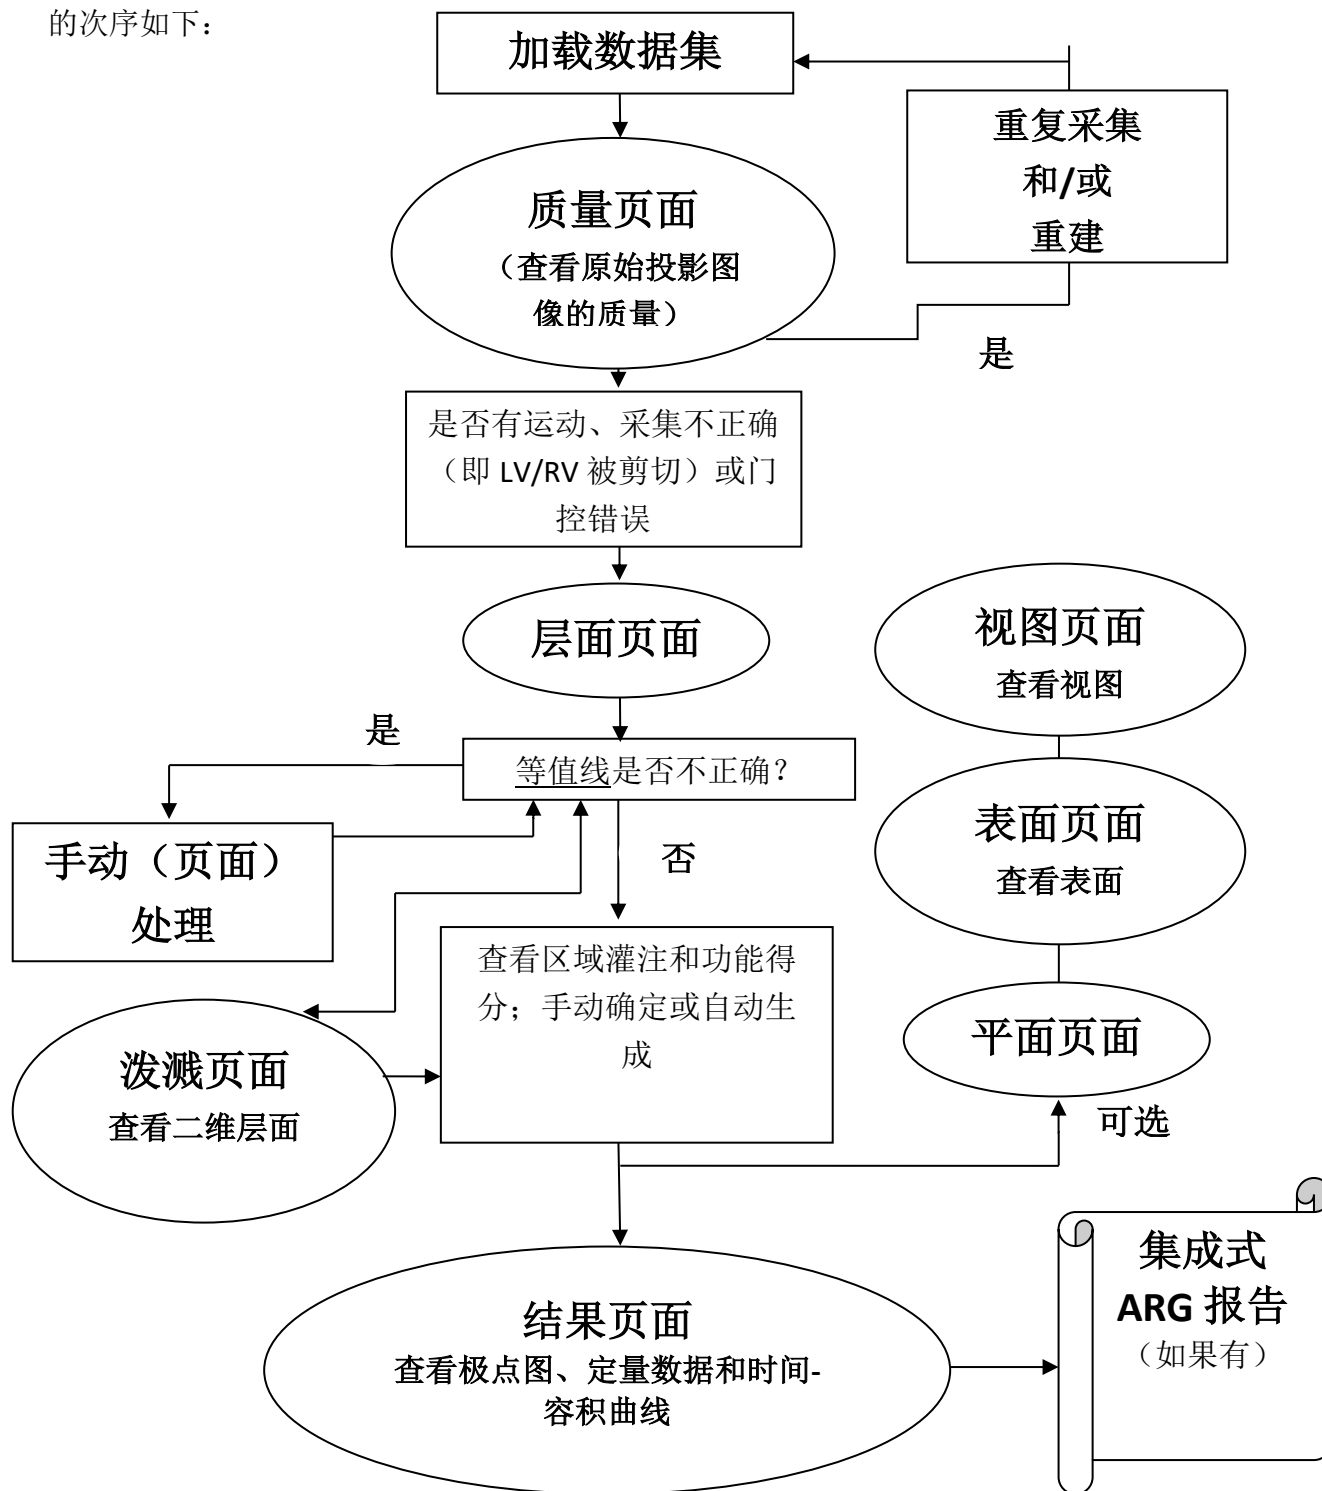 的次序如下：
加载数据集
重复采集
和/或
重建
质量页面
（查看原始投影图
像的质量）
是
是否有运动、采集不正确
（即 LV/RV 被剪切）或门
控错误
层面页面
视图页面
查看视图
是
等值线是否不正确？
表面页面
查看表面
手动（页面）
处理
否
查看区域灌注和功能得
分；手动确定或自动生
成
平面页面
泼溅页面
查看二维层面
可选
集成式
ARG 报告
（如果有）
结果页面
查看极点图、定量数据和时间-
容积曲线